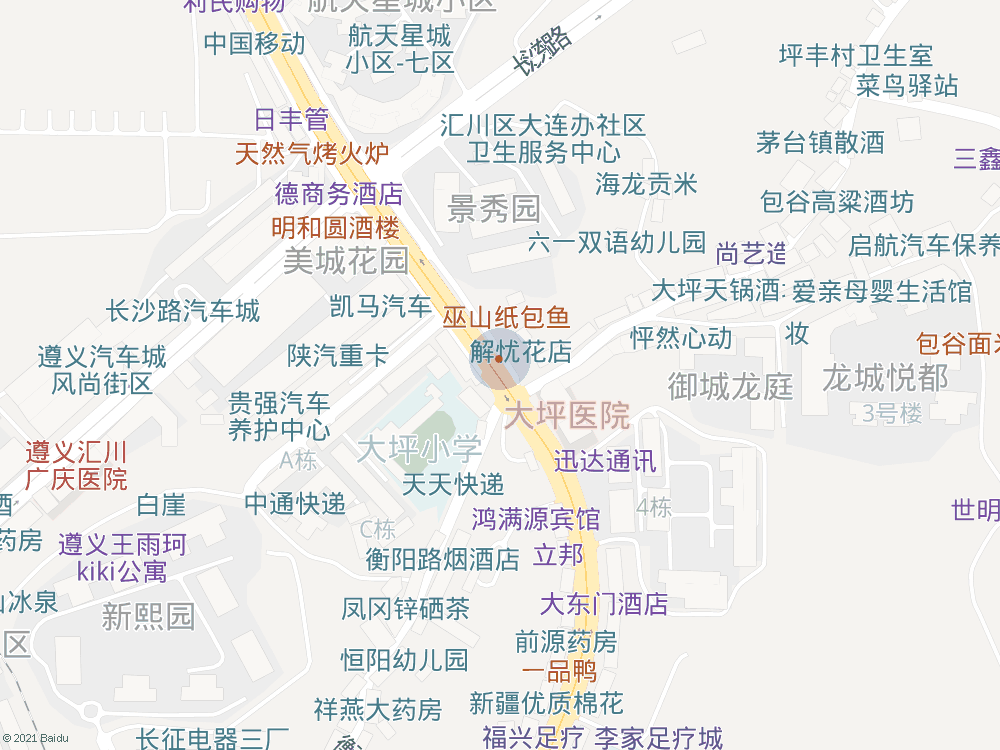 利民购物
航天星城小区
中国移动
航天星城
小区-七区
长沙路
坪丰村卫生室
菜鸟驿站
日丰管
汇川区大连办社区
卫生服务中心
天然气烤火炉
茅台镇散酒
三鑫
德商务酒店
海龙贡米
景秀园
包谷高粱酒坊
明和圆酒楼
六一双语幼儿园
尚艺造
启航汽车保养
美城花园
大坪天锅酒:
爱亲母婴生活馆
长沙路汽车城
凯马汽车
巫山纸包鱼
怦然心动
妆
遵义汽车城
风尚街区
陕汽重卡
解忧花店
包谷面
御城龙庭
龙城悦都
3号楼
贵强汽车
养护中心
大坪医院
大坪小学
A栋
遵义汇川
广庆医院
迅达通讯
天天快递
酒
白崖
中通快递
4栋
世明
C栋
鸿满源宾馆
药房
遵义王雨珂
kiki公寓
衡阳路烟酒店
立邦
山冰泉
新熙园
凤冈锌硒茶
大东门酒店
区
前源药房
恒阳幼儿园
一品鸭
祥燕大药房
新疆优质棉花
© 2021 Baidu
长征电器三厂
福兴足疗
李家足疗城